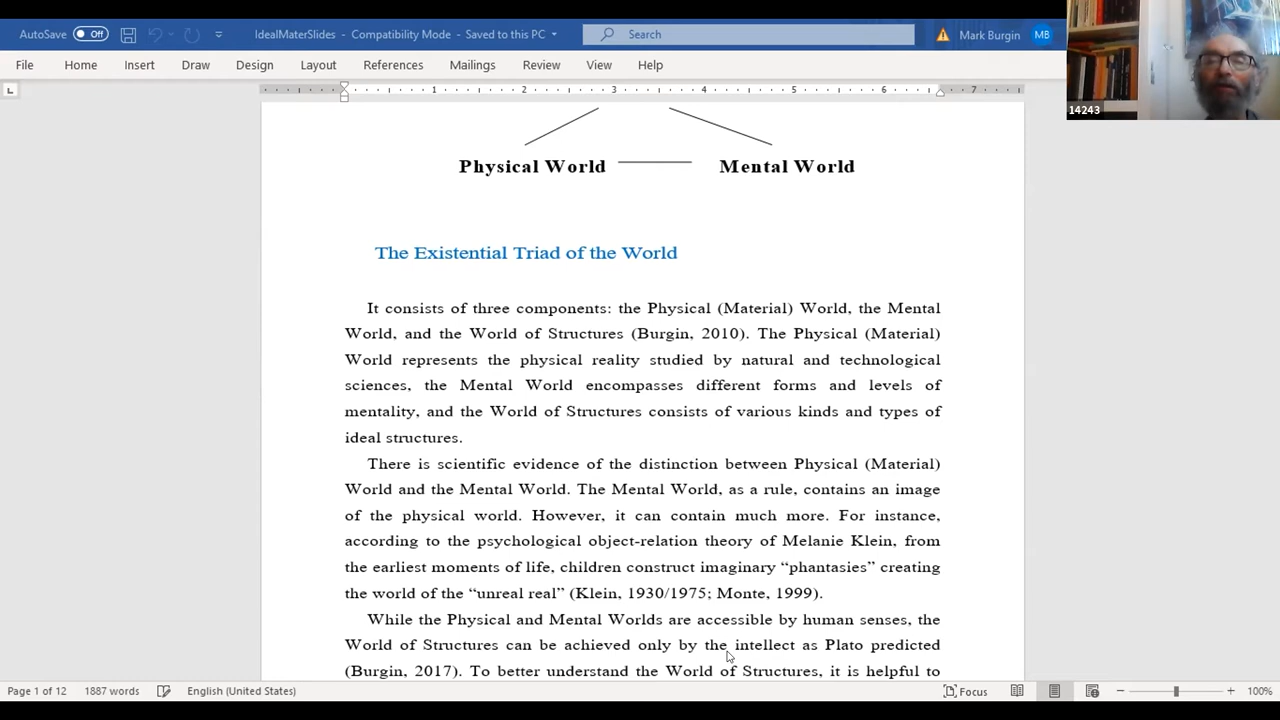 AutoSave Off IdealMaterSlides - Compatibility Mode - Saved to this PC Search Mark Burgin MB
File Home Insert Draw Design Layout References Mailings Review View Help
14243
1 2 3 4 5 6 7
Physical World Mental World
The Existential Triad of the World
It consists of three components: the Physical (Material) World, the Mental
World, and the World of Structures (Burgin, 2010). The Physical (Material)
World represents the physical reality studied by natural and technological
sciences, the Mental World encompasses different forms and levels of
mentality, and the World of Structures consists of various kinds and types of
ideal structures.
There is scientific evidence of the distinction between Physical (Material)
World and the Mental World. The Mental World, as a rule, contains an image
of the physical world. However, it can contain much more. For instance,
according to the psychological object-relation theory of Melanie Klein, from
the earliest moments of life, children construct imaginary “phantasies” creating
the world of the “unreal real” (Klein, 1930/1975; Monte, 1999).
While the Physical and Mental Worlds are accessible by human senses, the
World of Structures can be achieved only by the intellect as Plato predicted
(Burgin, 2017). To better understand the World of Structures, it is helpful to
Page 1 of 12 1887 words English (United States) Focus 100%